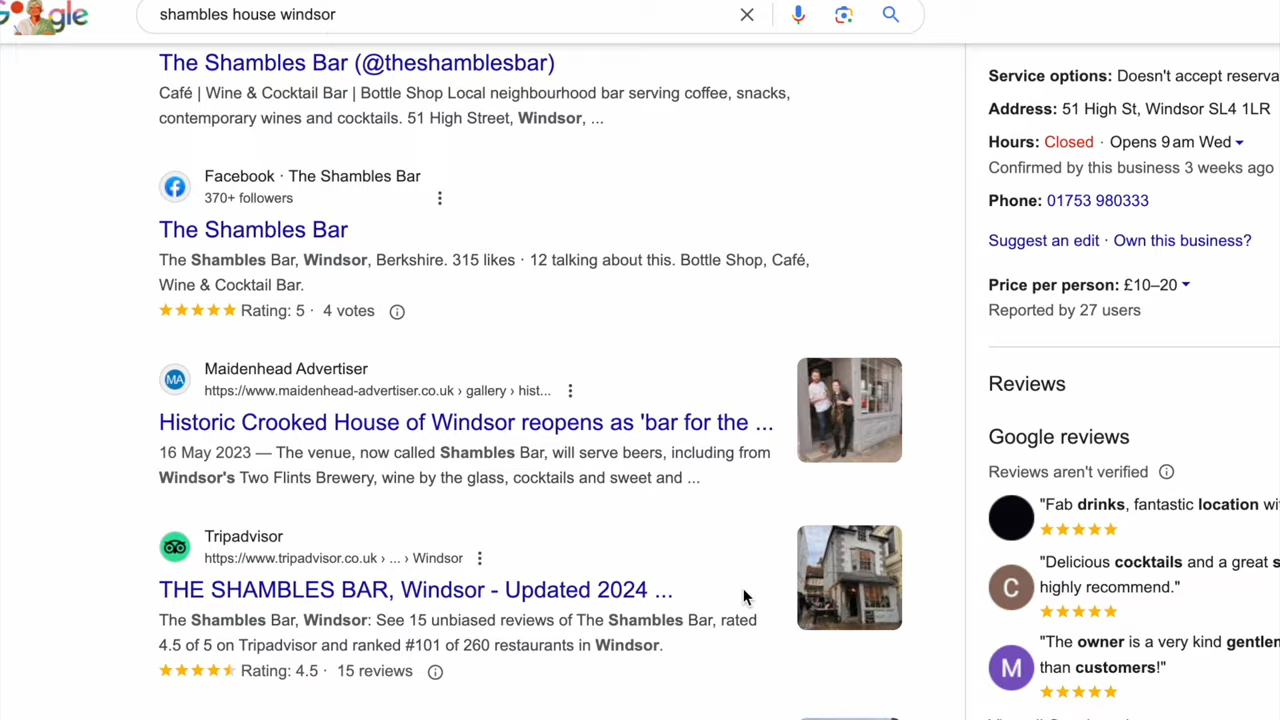 Google
shambles house windsor
The Shambles Bar (@theshamblesbar)
Café | Wine & Cocktail Bar | Bottle Shop Local neighbourhood bar serving coffee, snacks,
contemporary wines and cocktails. 51 High Street, Windsor, ...
Facebook · The Shambles Bar
370+ followers
The Shambles Bar
The Shambles Bar, Windsor, Berkshire. 315 likes · 12 talking about this. Bottle Shop, Café,
Wine & Cocktail Bar.
Rating: 5 · 4 votes
MA
Maidenhead Advertiser
https://www.maidenhead-advertiser.co.uk › gallery › hist...
Historic Crooked House of Windsor reopens as 'bar for the ...
16 May 2023 — The venue, now called Shambles Bar, will serve beers, including from
Windsor's Two Flints Brewery, wine by the glass, cocktails and sweet and ...
Tripadvisor
https://www.tripadvisor.co.uk › ... › Windsor
THE SHAMBLES BAR, Windsor - Updated 2024 ...
The Shambles Bar, Windsor: See 15 unbiased reviews of The Shambles Bar, rated
4.5 of 5 on Tripadvisor and ranked #101 of 260 restaurants in Windsor.
Rating: 4.5 · 15 reviews
Service options: Doesn't accept reserva
Address: 51 High St, Windsor SL4 1LR
Hours: Closed · Opens 9 am Wed
Confirmed by this business 3 weeks ago
Phone: 01753 980333
Suggest an edit · Own this business?
Price per person: £10–20
Reported by 27 users
Reviews
Google reviews
Reviews aren't verified
"Fab drinks, fantastic location wi
C
"Delicious cocktails and a great s
highly recommend."
M
"The owner is a very kind gentlen
than customers!"